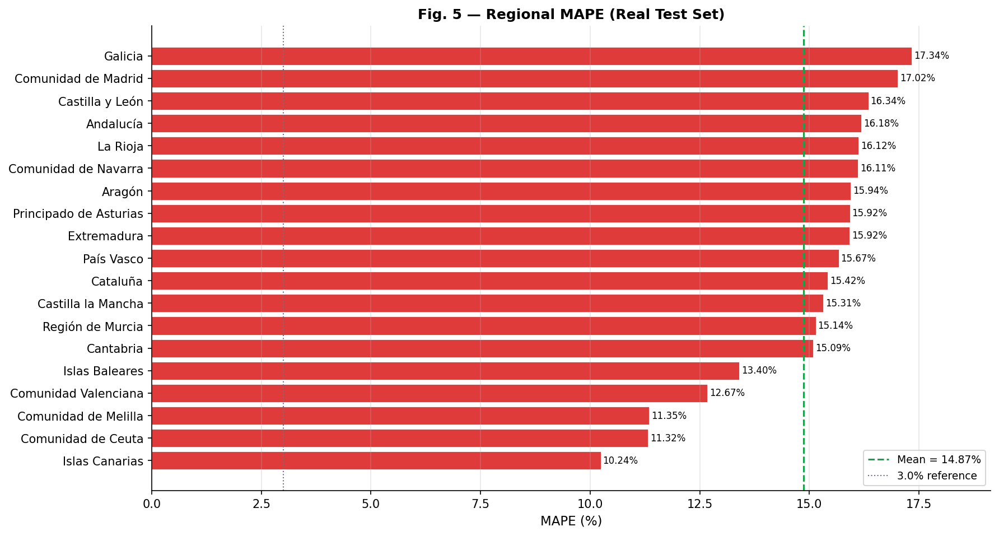 Fig. 5 — Regional MAPE (Real Test Set)
Galicia 17.34%
Comunidad de Madrid 17.02%
Castilla y León 16.34%
Andalucía 16.18%
La Rioja 16.12%
Comunidad de Navarra 16.11%
Aragón 15.94%
Principado de Asturias 15.92%
Extremadura 15.92%
País Vasco 15.67%
Cataluña 15.42%
Castilla la Mancha 15.31%
Región de Murcia 15.14%
Cantabria 15.09%
Islas Baleares 13.40%
Comunidad Valenciana 12.67%
Comunidad de Melilla 11.35%
Comunidad de Ceuta 11.32%
Islas Canarias 10.24%
Mean = 14.87%
3.0% reference
0.0 2.5 5.0 7.5 10.0 12.5 15.0 17.5
MAPE (%)